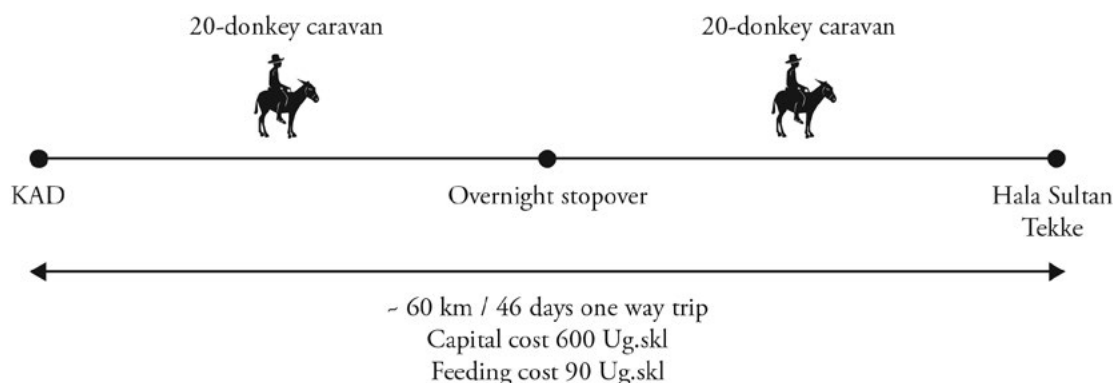 20-donkey caravan
20-donkey caravan
KAD
Overnight stopover
Hala Sultan
Tekke
~ 60 km / 46 days one way trip
Capital cost 600 Ug.skl
Feeding cost 90 Ug.skl